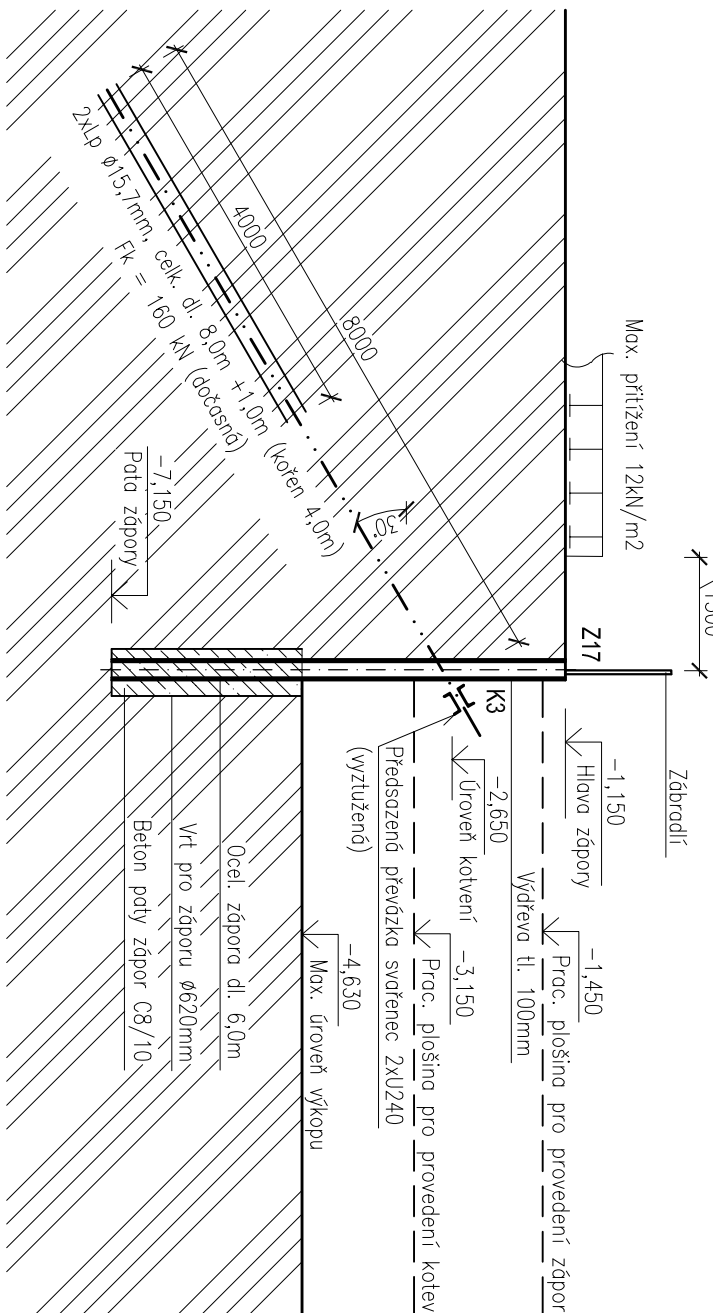 Max. přitížení 12kN/m2
Zábradlí
Z17
-1,150
Hlava zápory
-1,450
Prac. plošina pro provedení zápor
Výdřeva tl. 100mm
K3
-2,650
Úroveň kotvení
-3,150
Prac. plošina pro provedení kotev
Předsazená převázka svařenec 2xU240
(vyztužená)
30°
8000
4000
2xLp ø15,7mm, celk. dl. 8,0m +1,0m (kořen 4,0m)
Fk = 160 kN (dočasná)
-4,630
Max. úroveň výkopu
-7,150
Pata zápory
Ocel. zápora dl. 6,0m
Vrt pro záporu ø620mm
Beton paty zápor C8/10